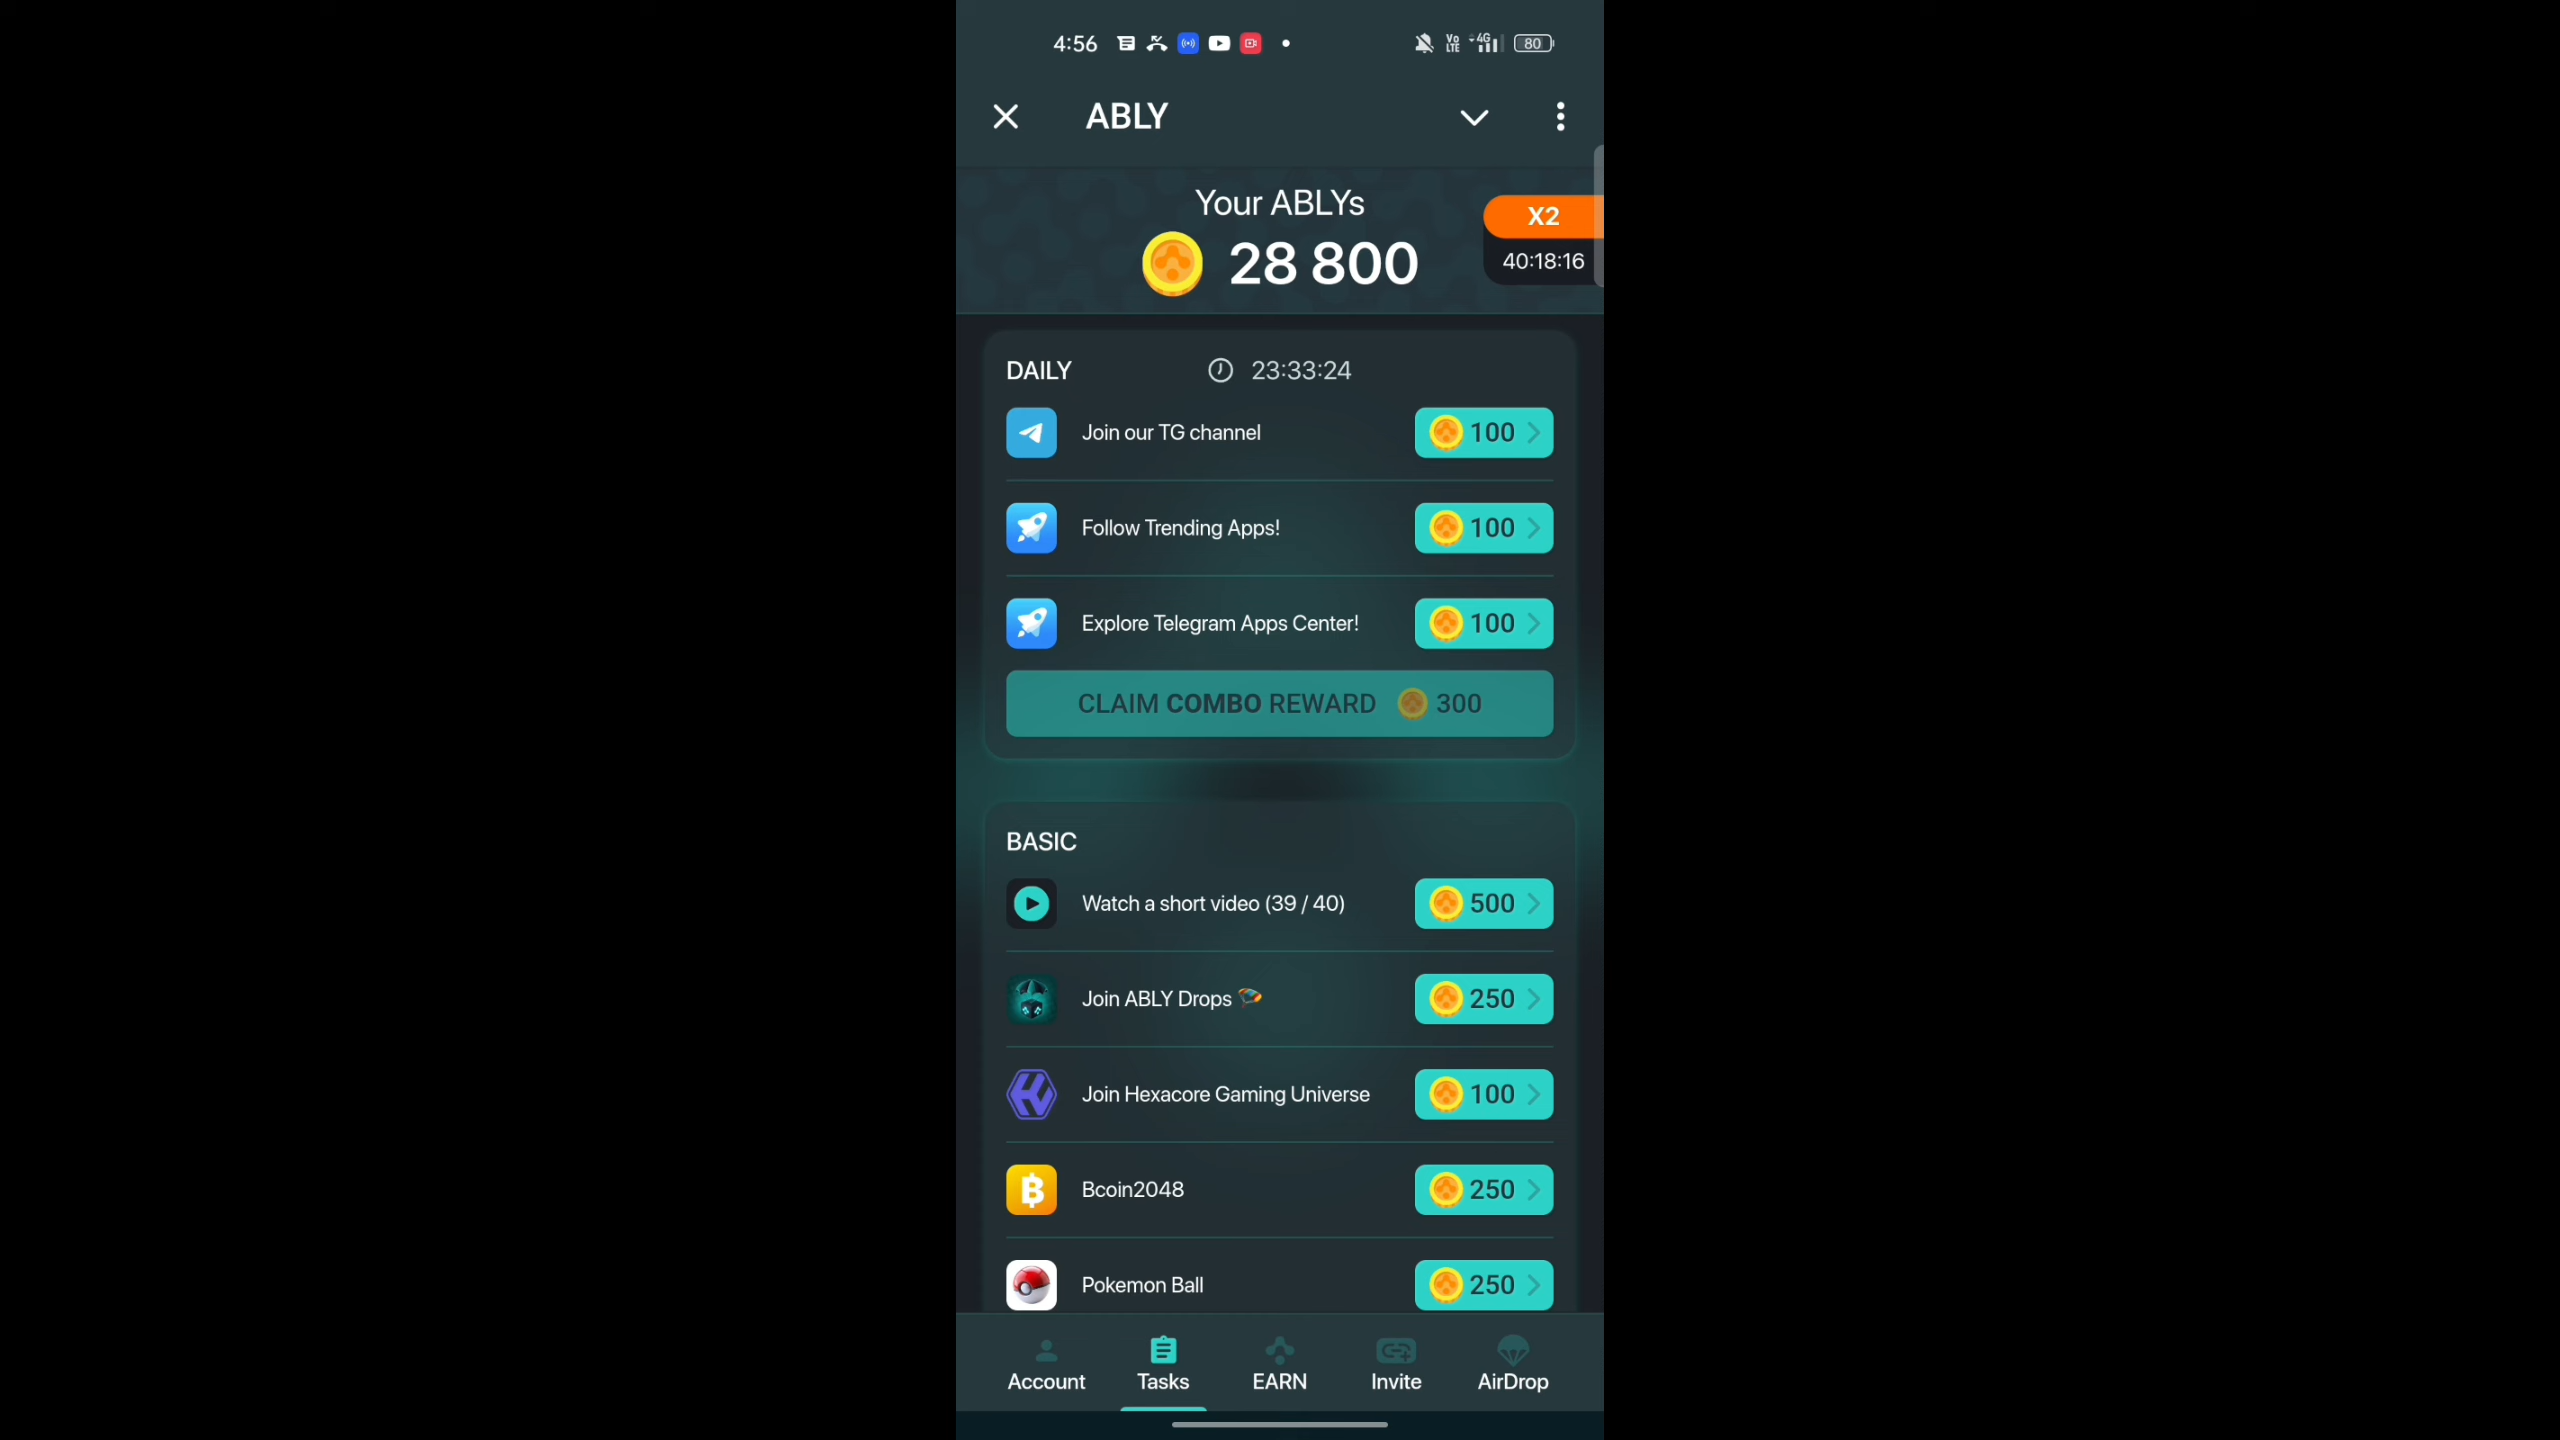 4:56 Vo LTE 4G 80
ABLY
Your ABLYs
28 800
X2
40:18:16
DAILY 23:33:24
Join our TG channel 100
Follow Trending Apps! 100
Explore Telegram Apps Center! 100
CLAIM COMBO REWARD 300
BASIC
Watch a short video (39 / 40) 500
Join ABLY Drops 🪂 250
Join Hexacore Gaming Universe 100
Bcoin2048 250
Pokemon Ball 250
Account Tasks EARN Invite AirDrop